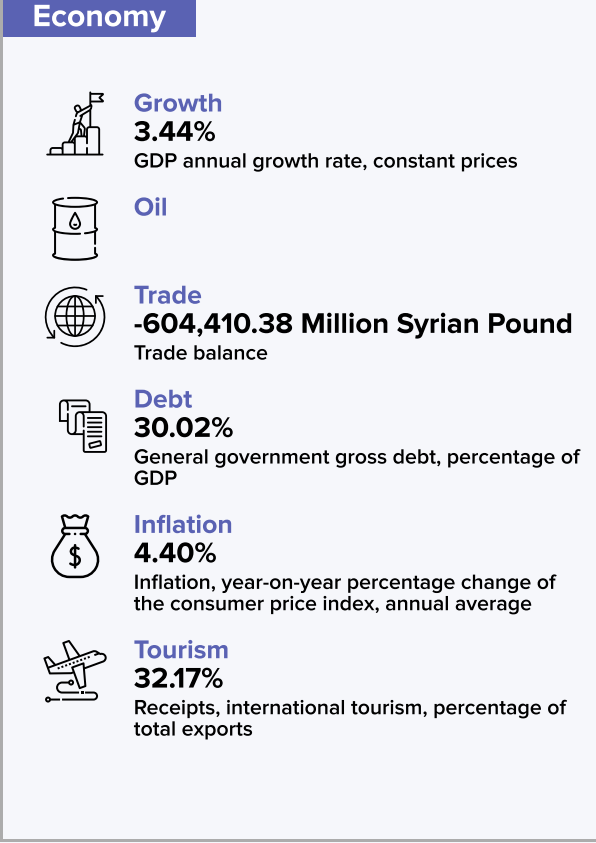 Economy
Growth
3.44%
GDP annual growth rate, constant prices
Oil
Trade
-604,410.38 Million Syrian Pound
Trade balance
Debt
30.02%
General government gross debt, percentage of
GDP
Inflation
$
4.40%
Inflation, year-on-year percentage change of
the consumer price index, annual average
Tourism
32.17%
Receipts, international tourism, percentage of
total exports